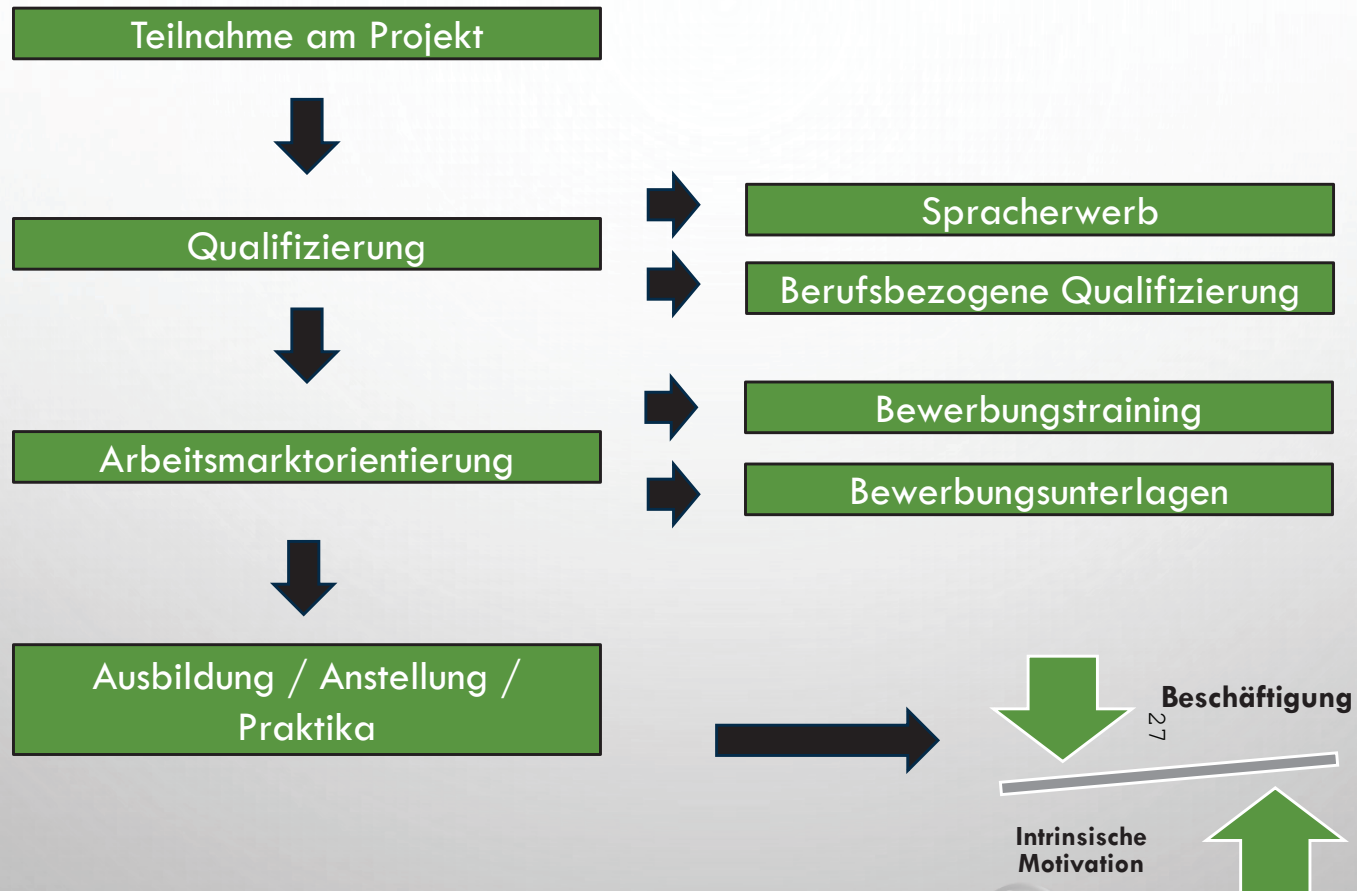 Teilnahme am Projekt
Qualifizierung
Spracherwerb
Berufsbezogene Qualifizierung
Arbeitsmarktorientierung
Bewerbungstraining
Bewerbungsunterlagen
Ausbildung / Anstellung /
Praktika
Beschäftigung
27
Intrinsische
Motivation